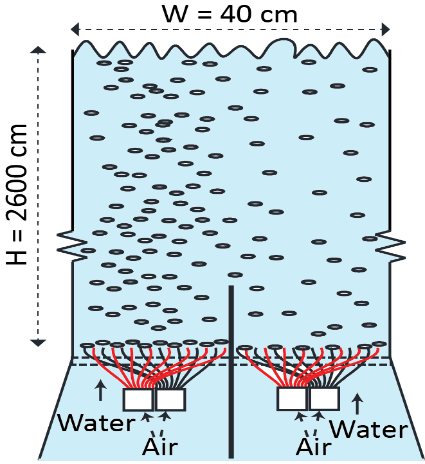 W = 40 cm
H = 2600 cm
Water
Air
Air
Water